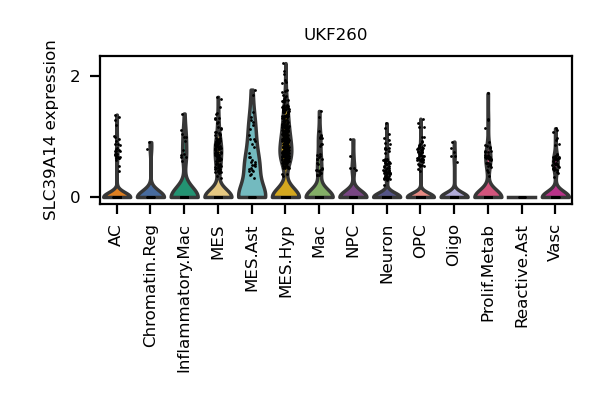 UKF260
SLC39A14 expression
2
0
AC
Chromatin.Reg
Inflammatory.Mac
MES
MES.Ast
MES.Hyp
Mac
NPC
Neuron
OPC
Oligo
Prolif.Metab
Reactive.Ast
Vasc